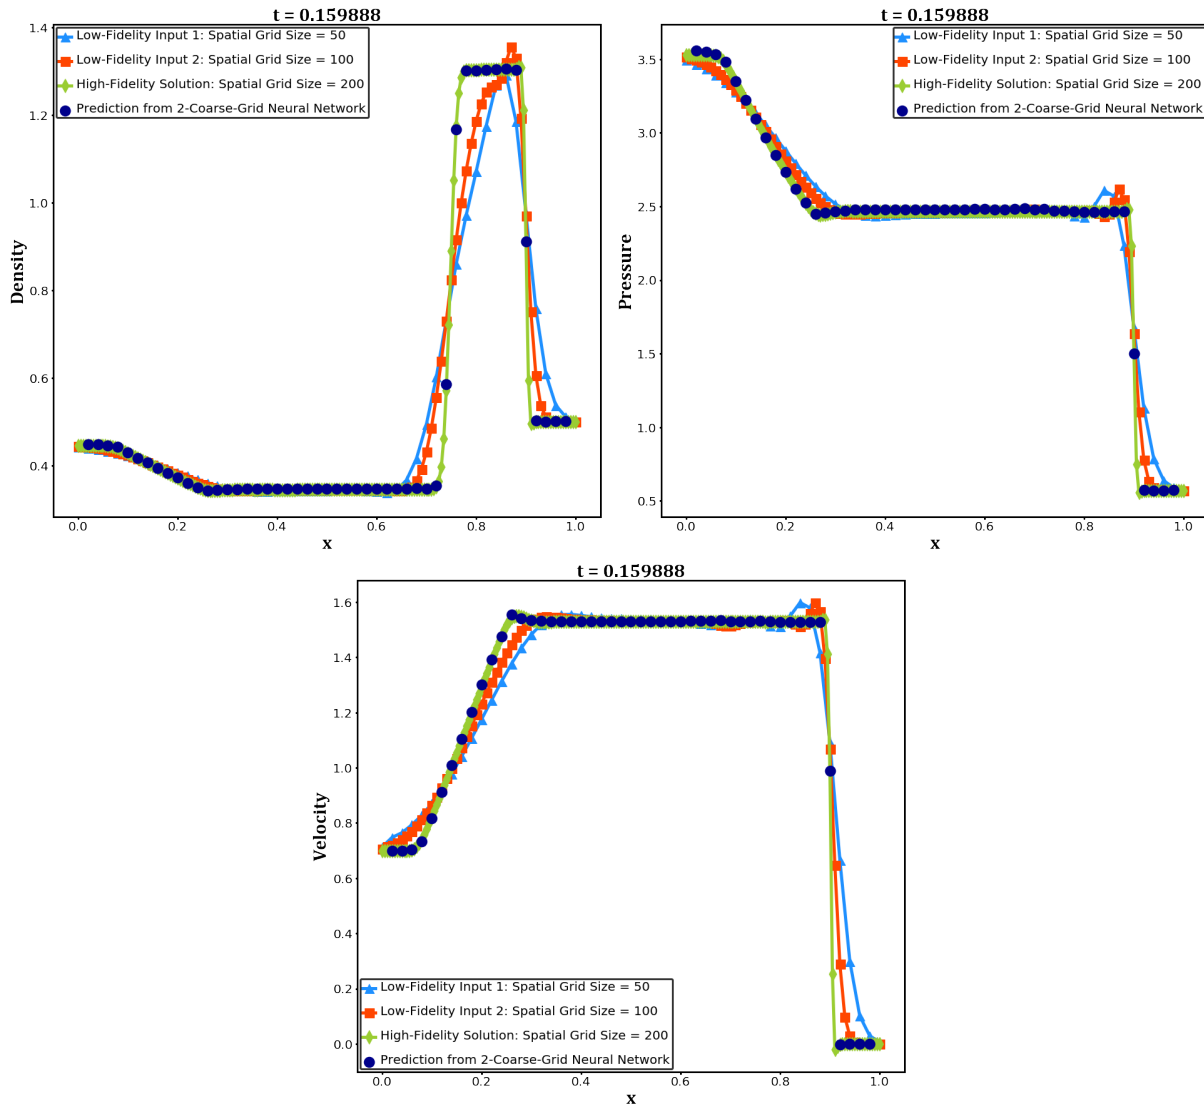 t = 0.159888
1.4
1.2
1.0
0.8
0.6
0.4
Density
Low-Fidelity Input 1: Spatial Grid Size = 50
Low-Fidelity Input 2: Spatial Grid Size = 100
High-Fidelity Solution: Spatial Grid Size = 200
Prediction from 2-Coarse-Grid Neural Network
0.0 0.2 0.4 0.6 0.8 1.0
x
t = 0.159888
3.5
3.0
2.5
2.0
1.5
1.0
0.5
Pressure
Low-Fidelity Input 1: Spatial Grid Size = 50
Low-Fidelity Input 2: Spatial Grid Size = 100
High-Fidelity Solution: Spatial Grid Size = 200
Prediction from 2-Coarse-Grid Neural Network
0.0 0.2 0.4 0.6 0.8 1.0
x
t = 0.159888
1.6
1.4
1.2
1.0
0.8
0.6
0.4
0.2
0.0
Velocity
Low-Fidelity Input 1: Spatial Grid Size = 50
Low-Fidelity Input 2: Spatial Grid Size = 100
High-Fidelity Solution: Spatial Grid Size = 200
Prediction from 2-Coarse-Grid Neural Network
0.0 0.2 0.4 0.6 0.8 1.0
x